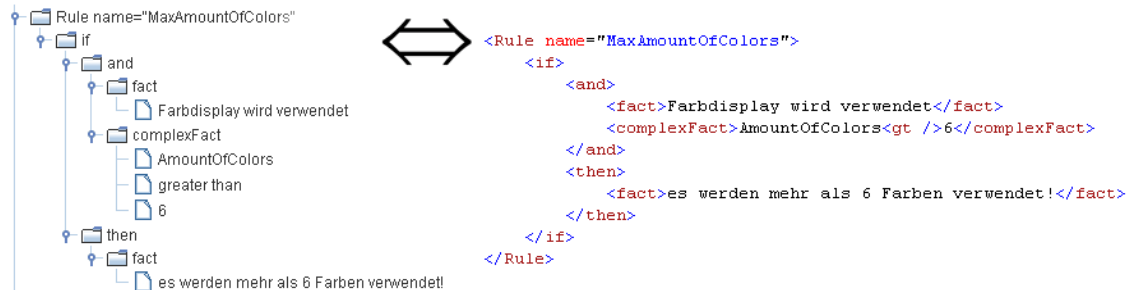 Rule name="MaxAmountOfColors"
if
and
fact
Farbdisplay wird verwendet
complexFact
AmountOfColors
greater than
6
then
fact
es werden mehr als 6 Farben verwendet!
<Rule name="MaxAmountOfColors">
<if>
<and>
<fact>Farbdisplay wird verwendet</fact>
<complexFact>AmountOfColors<gt />6</complexFact>
</and>
<then>
<fact>es werden mehr als 6 Farben verwendet!</fact>
</then>
</if>
</Rule>